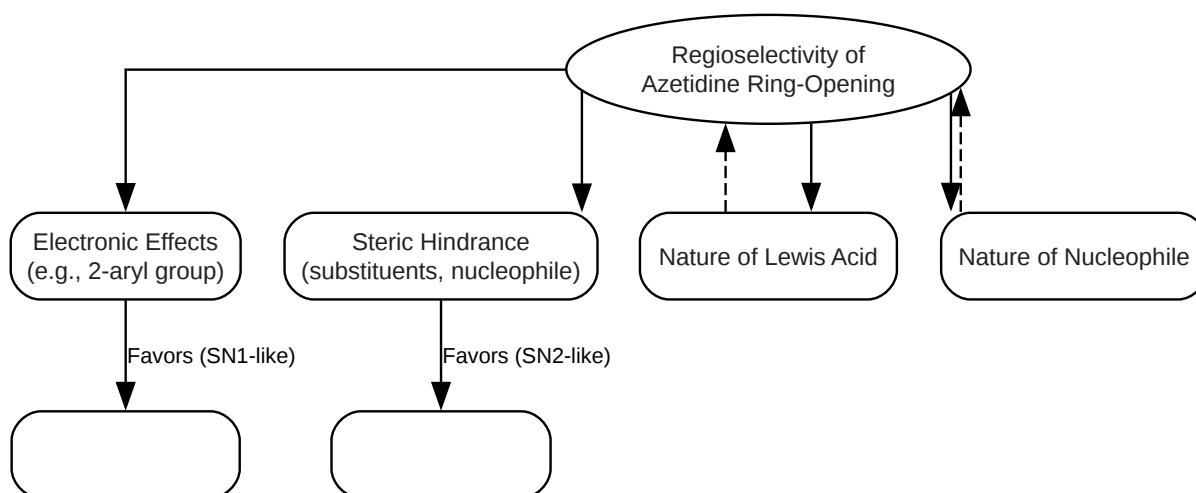 Regioselectivity of
Azetidine Ring-Opening
Electronic Effects
(e.g., 2-aryl group)
Steric Hindrance
(substituents, nucleophile)
Nature of Lewis Acid
Nature of Nucleophile
Favors (SN1-like)
Favors (SN2-like)